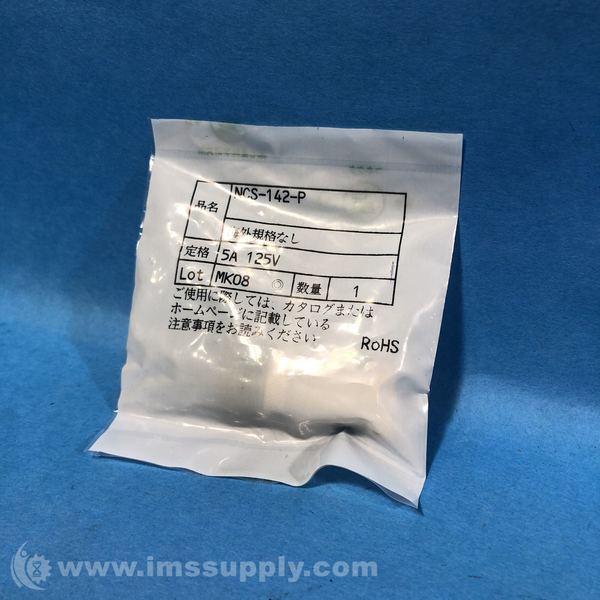 品名 NCS-142-P
海外規格なし
定格 5A 125V
Lot MK08 ◎ 数量 1
ご使用に際しては、カタログまたは
ホームページに記載している
注意事項をお読みください
RoHS
www.imssupply.com